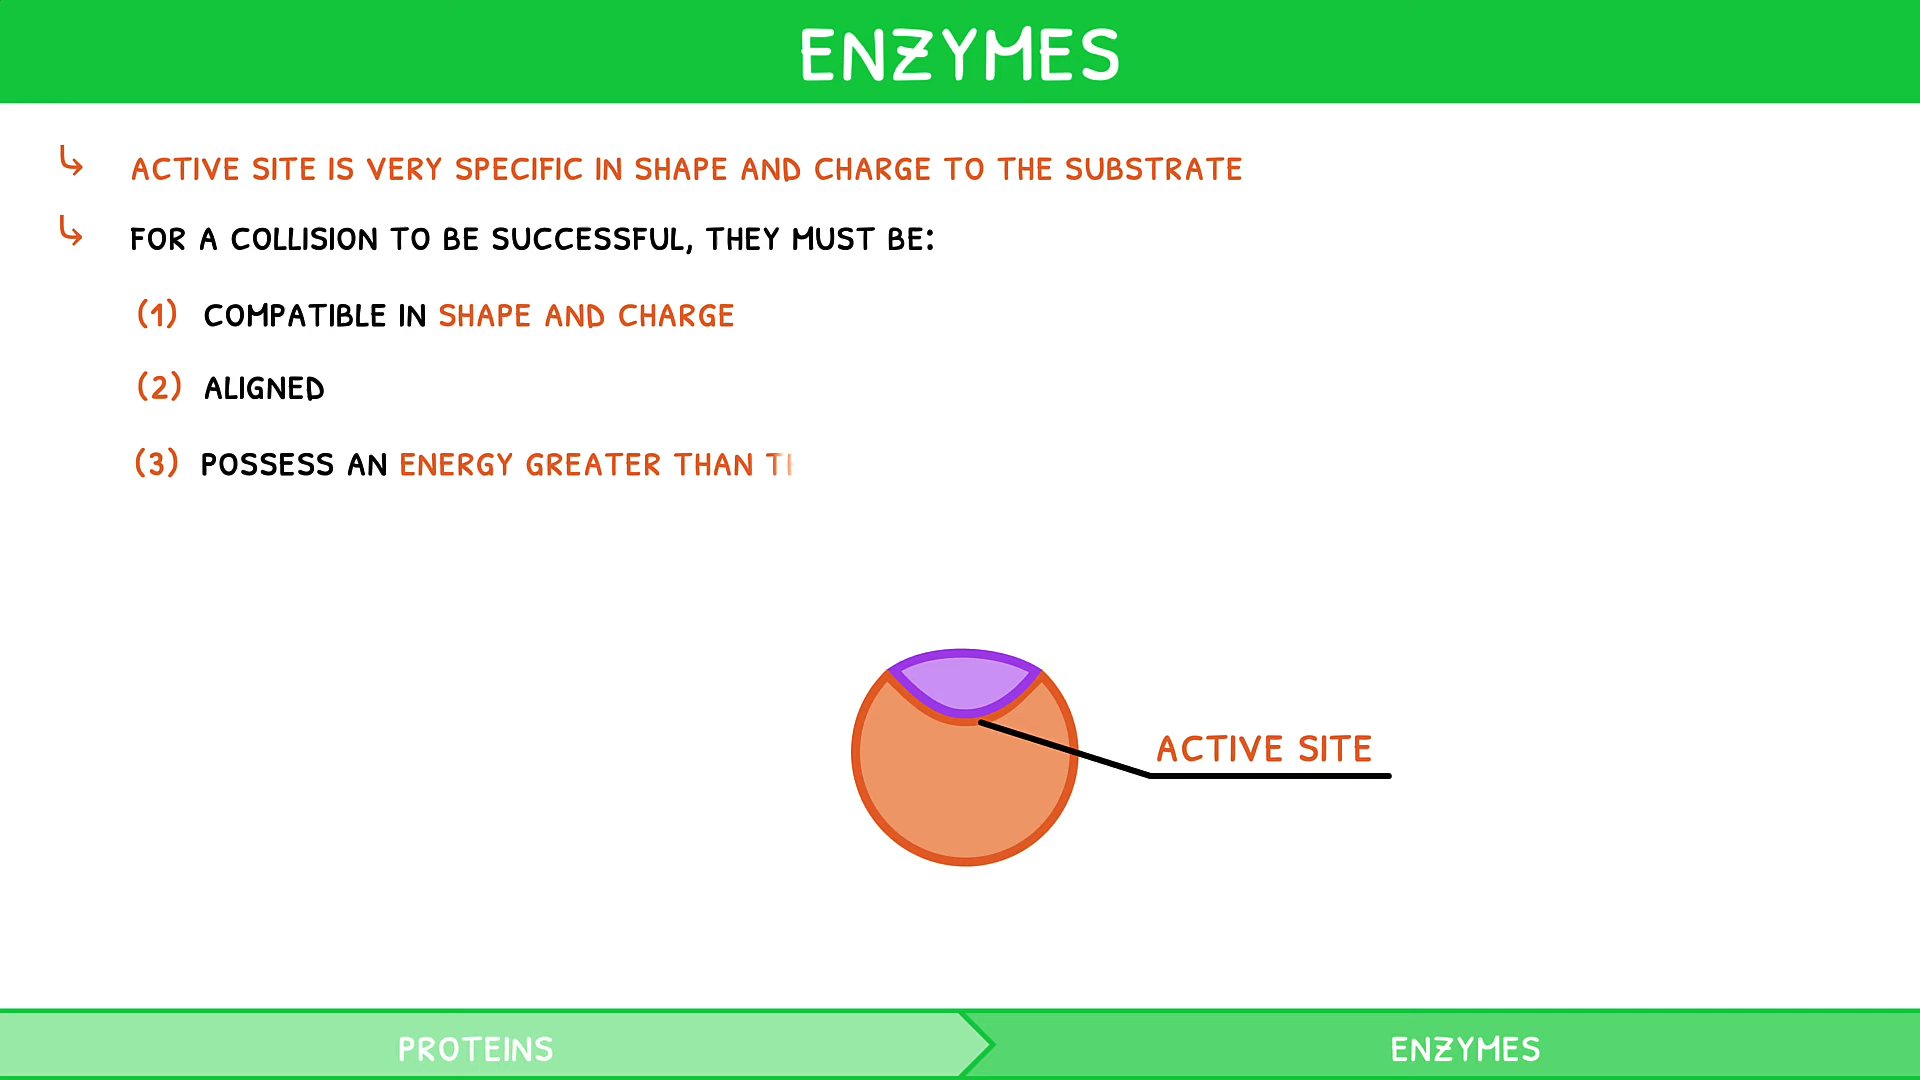 ENZYMES
ACTIVE SITE IS VERY SPECIFIC IN SHAPE AND CHARGE TO THE SUBSTRATE
FOR A COLLISION TO BE SUCCESSFUL, THEY MUST BE:
(1) COMPATIBLE IN SHAPE AND CHARGE
(2) ALIGNED
(3) POSSESS AN ENERGY GREATER THAN
ACTIVE SITE
PROTEINS
ENZYMES